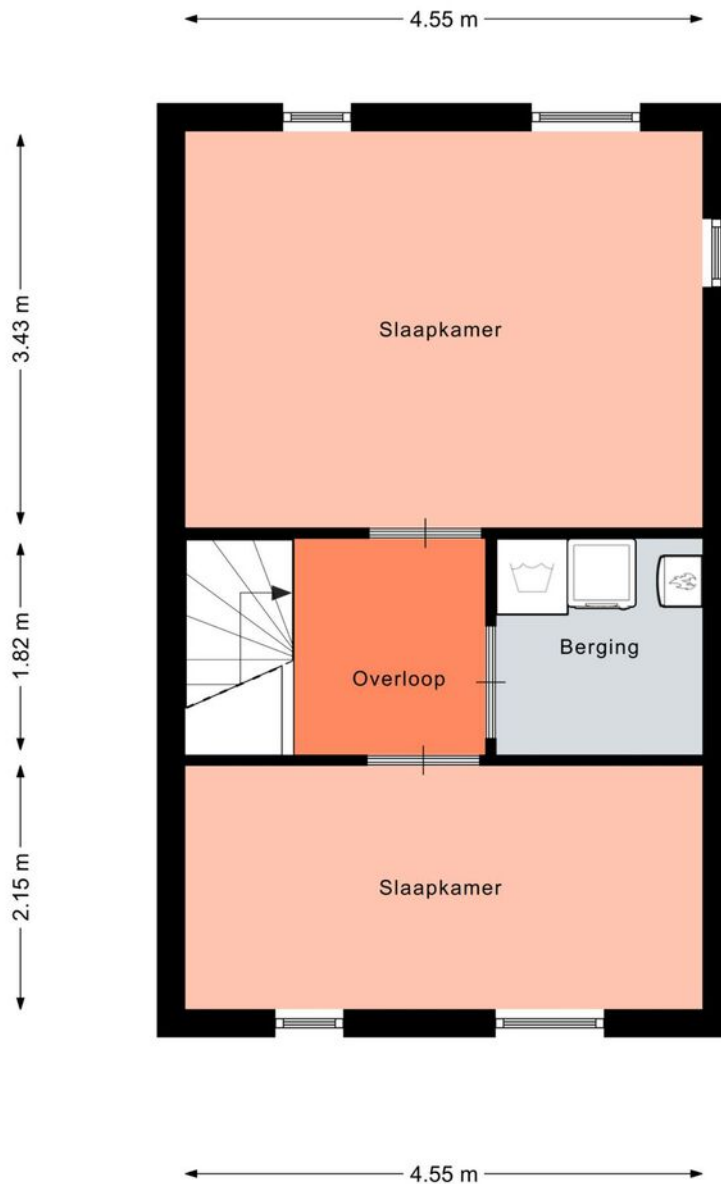 4.55 m
3.43 m
Slaapkamer
1.82 m
Berging
Overloop
2.15 m
Slaapkamer
4.55 m